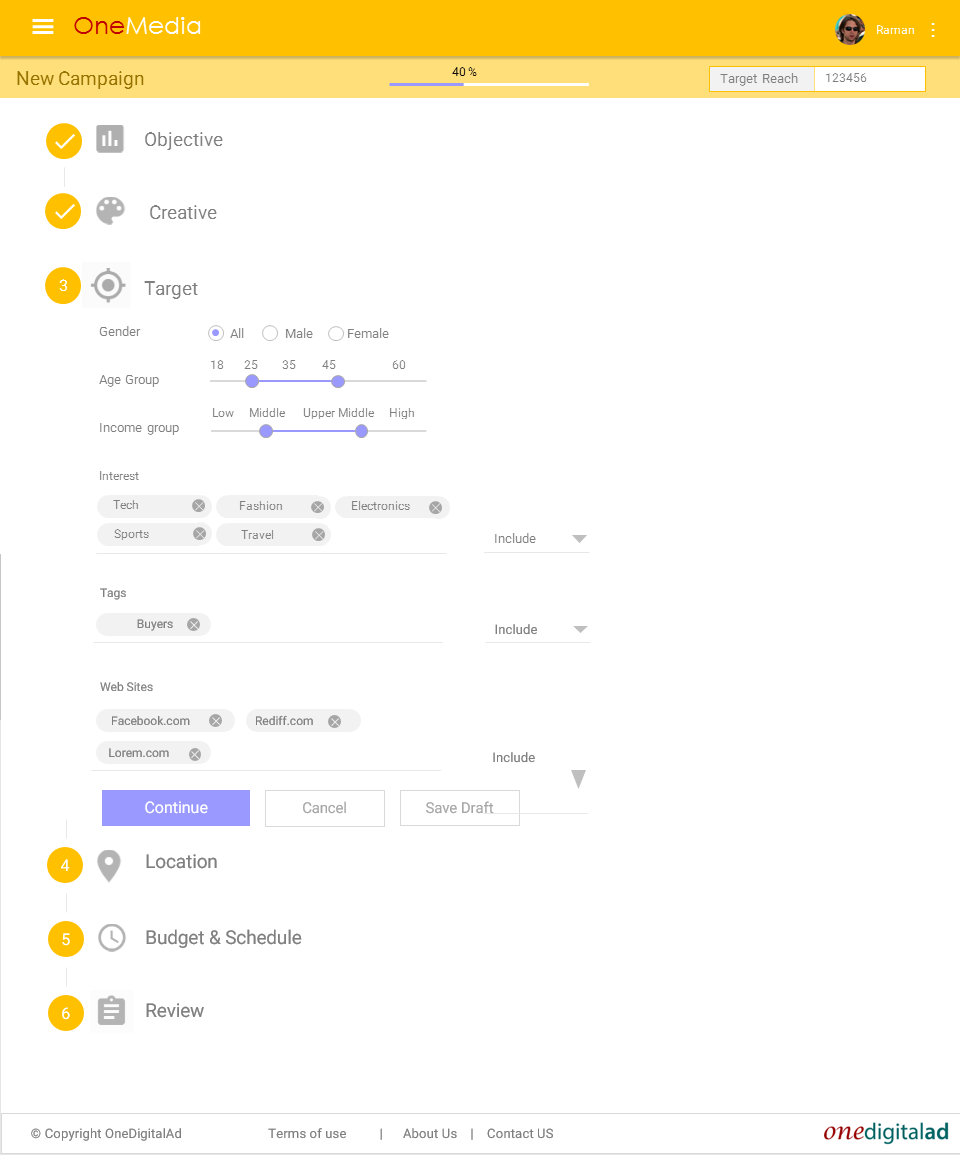 OneMedia
Raman
New Campaign
40 %
Target Reach 123456
Objective
Creative
3 Target
Gender All Male Female
18 25 35 45 60
Age Group
Low Middle Upper Middle High
Income group
Interest
Tech Fashion Electronics
Sports Travel
Include
Tags
Buyers
Include
Web Sites
Facebook.com Rediff.com
Lorem.com
Include
Continue Cancel Save Draft
4 Location
5 Budget & Schedule
6 Review
© Copyright OneDigitalAd Terms of use | About Us | Contact US onedigitalad